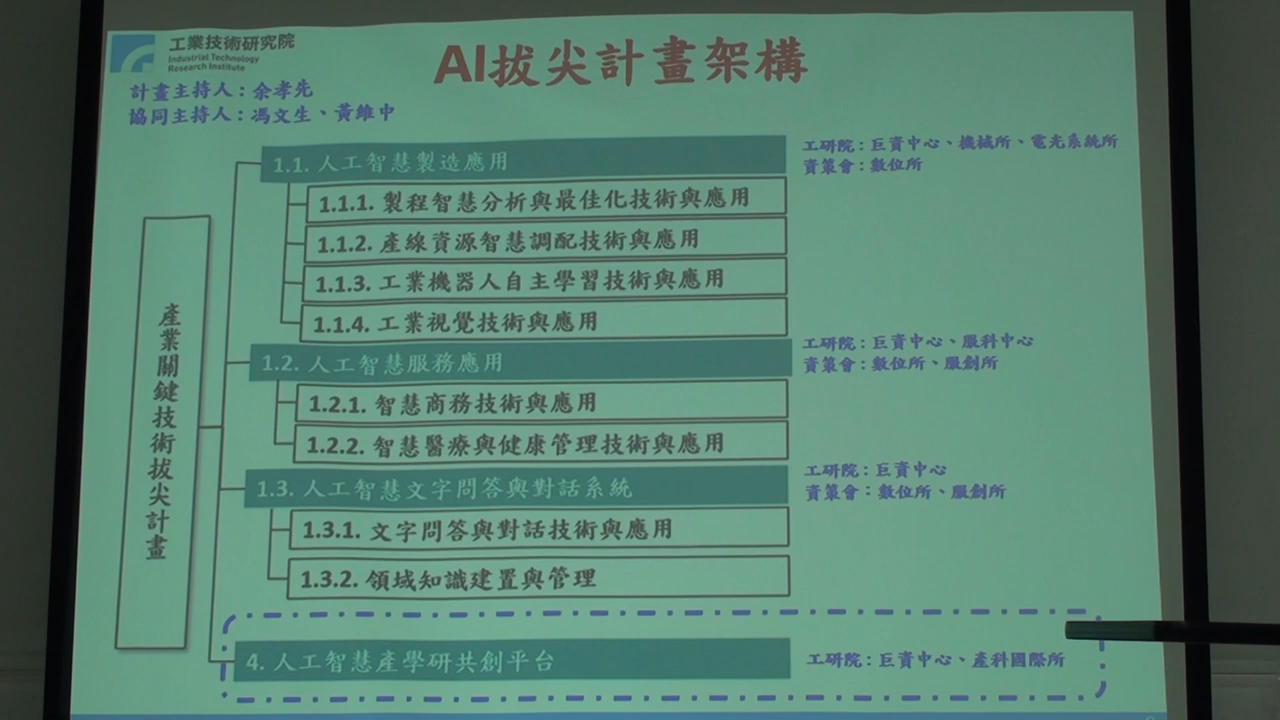 工業技術研究院
Industrial Technology
Research Institute
AI拔尖計畫架構
計畫主持人：余孝先
協同主持人：馮文生、黃維中
產業關鍵技術拔尖計畫
1.1. 人工智慧製造應用
工研院：巨資中心、機械所、電光系統所
資策會：數位所
1.1.1. 製程智慧分析與最佳化技術與應用
1.1.2. 產線資源智慧調配技術與應用
1.1.3. 工業機器人自主學習技術與應用
1.1.4. 工業視覺技術與應用
1.2. 人工智慧服務應用
工研院：巨資中心、服科中心
資策會：數位所、服創所
1.2.1. 智慧商務技術與應用
1.2.2. 智慧醫療與健康管理技術與應用
1.3. 人工智慧文字問答與對話系統
工研院：巨資中心
資策會：數位所、服創所
1.3.1. 文字問答與對話技術與應用
1.3.2. 領域知識建置與管理
4. 人工智慧產學研共創平台
工研院：巨資中心、產科國際所